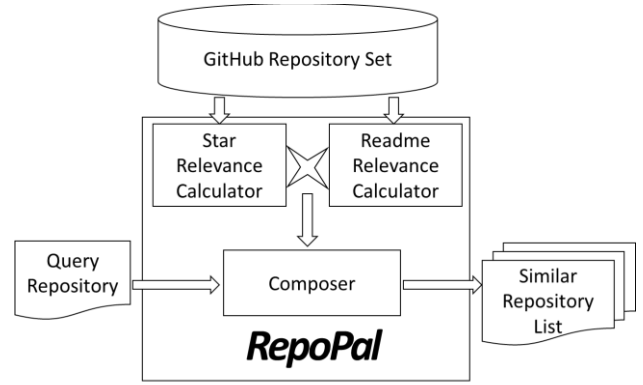 GitHub Repository Set
Star
Relevance
Calculator
Readme
Relevance
Calculator
Query
Repository
Composer
Similar
Repository
List
RepoPal